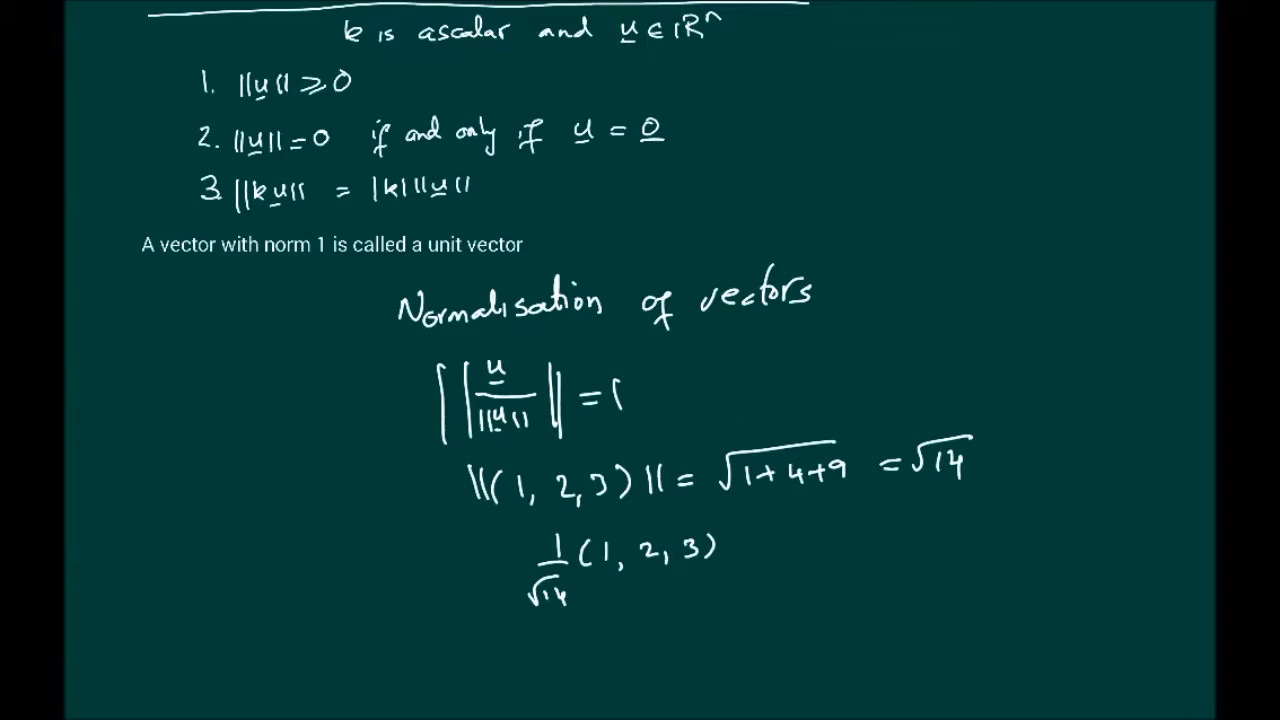 k is a scalar and u ∈ ℝⁿ
1. ||u|| ⩾ 0
2. ||u|| = 0 if and only if u = 0
3. ||k u|| = |k| ||u||
A vector with norm 1 is called a unit vector
Normalisation of vectors
|| u / ||u|| || = 1
||(1, 2, 3)|| = √1+4+9 = √14
1/√14 (1, 2, 3)